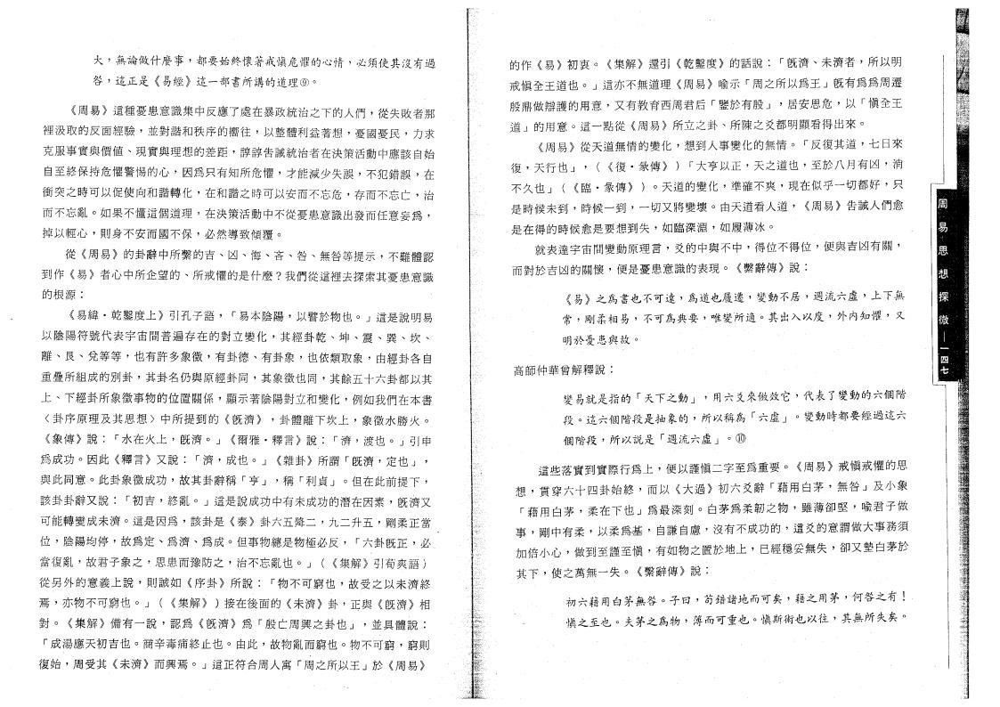 大，無論做什麼事，都要始終懷著戒慎危懼的心情，必須使其沒有過
咎，這正是《易經》這一部書所講的道理⑨。
《周易》這種憂患意識集中反應了處在暴政統治之下的人們，從失敗者那
裡汲取的反面經驗，並對諧和秩序的嚮往，以整體利益著想，憂國憂民，力求
克服事實與價値、現實與理想的差距，諄諄告誡統治者在決策活動中應該自始
自至終保持危懼警惕的心，因爲只有知所危懼，才能減少失誤，不犯錯誤，在
衝突之時可以促使向和諧轉化，在和諧之時可以安而不忘危，存而不忘亡，治
而不忘亂。如果不懂這個道理，在決策活動中不從憂患意識出發而任意妄爲，
掉以輕心，則身不安而國不保，必然導致傾覆。
從《周易》的卦辭中所繫的吉、凶、悔、吝、咎、無咎等提示，不難體認
到作《易》者心中所企望的、所戒懼的是什麼？我們從這裡去探索其憂患意識
的根源：
《易緯・乾鑿度上》引孔子語，「易本陰陽，以譬於物也。」這是說明易
以陰陽符號代表宇宙間普遍存在的對立變化，其經卦乾、坤、震、巽、坎、
離、艮、兌等等，也有許多象徵，有卦德、有卦象，也依類取象，由經卦各自
重疊所組成的別卦，其卦名仍與原經卦同，其象徵也同，其餘五十六卦都以其
上、下經卦所象徵事物的位置關係，顯示著陰陽對立和變化，例如我們在本書
〈卦序原理及其思想〉中所提到的《旣濟》，卦體離下坎上，象徵水勝火。
《象傳》說：「水在火上，旣濟。」《爾雅・釋言》說：「濟，渡也。」引申
爲成功。因此《釋言》又說：「濟，成也。」《雜卦》所謂「旣濟，定也」，
與此同意。此卦象徵成功，故其卦辭稱「亨」，稱「利貞」。但在此前提下，
該卦卦辭又說：「初吉，終亂。」這是說成功中有未成功的潛在因素，旣濟又
可能轉變成未濟。這是因爲，該卦是《泰》卦六五降二，九二升五，剛柔正當
位，陰陽均停，故爲定、爲濟、爲成。但事物總是物極必反，「六卦旣正，必
當復亂，故君子象之，思患而豫防之，治不忘亂也。」（《集解》引荀爽語）
從另外的意義上說，則誠如《序卦》所說：「物不可窮也，故受之以未濟終
焉，亦物不可窮也。」（《集解》）接在後面的《未濟》卦，正與《旣濟》相
對。《集解》備有一說，認爲《旣濟》爲「殷亡周興之卦也」，並具體說：
「成湯應天初吉也。商辛毒痡終止也。由此，故物亂而窮也。物不可窮，窮則
復始，周受其《未濟》而興焉。」這正符合周人寓「周之所以王」於《周易》
的作《易》初衷。《集解》還引《乾鑿度》的話說：「旣濟、未濟者，所以明
戒慎全王道也。」這亦不無道理《周易》喻示「周之所以爲王」旣有爲爲周遷
殷鼎做辯護的用意，又有教育西周君后「鑒於有殷」，居安思危，以「愼全王
道」的用意。這一點從《周易》所立之卦、所陳之爻都明顯看得出來。
《周易》從天道無情的變化，想到人事變化的無情。「反復其道，七日來
復，天行也」，（《復・彖傳》）「大亨以正，天之道也，至於八月有凶，消
不久也」（《臨・彖傳》）。天道的變化，準確不爽，現在似乎一切都好，只
是時候未到，時候一到，一切又將變壞。由天道看人道，《周易》告誡人們愈
是在得的時候愈是要想到失，如臨深淵，如履薄冰。
就表達宇宙間變動原理言，爻的中與不中，得位不得位，便與吉凶有關，
而對於吉凶的關懷，便是憂患意識的表現。《繫辭傳》說：
《易》之爲書也不可遠，爲道也屢遷，變動不居，週流六虛，上下無
常，剛柔相易，不可爲典要，唯變所適。其出入以度，外內知懼，又
明於憂患與故。
高師仲華曾解釋說：
變易就是指的「天下之動」，用六爻來倣效它，代表了變動的六個階
段。這六個階段是抽象的，所以稱爲「六虛」。變動時都要經過這六
個階段，所以說是「週流六虛」。⑩
這些落實到實際行爲上，便以謹愼二字至爲重要。《周易》戒愼戒懼的思
想，貫穿六十四卦始終，而以《大過》初六爻辭「藉用白茅，無咎」及小象
「藉用白茅，柔在下也」爲最深刻。白茅爲柔韌之物，雖薄卻堅，喻君子做
事，剛中有柔，以柔爲基，自謙自慮，沒有不成功的，這爻的意謂做大事務須
加倍小心，做到至謹至愼，有如物之置於地上，已經穩妥無失，卻又墊白茅於
其下，使之萬無一失。《繫辭傳》說：
初六藉用白茅無咎。子曰，苟錯諸地而可矣，藉之用茅，何咎之有！
愼之至也。夫茅之爲物，薄而可重也。愼斯術也以往，其無所失矣。
周易思想探微—一四七